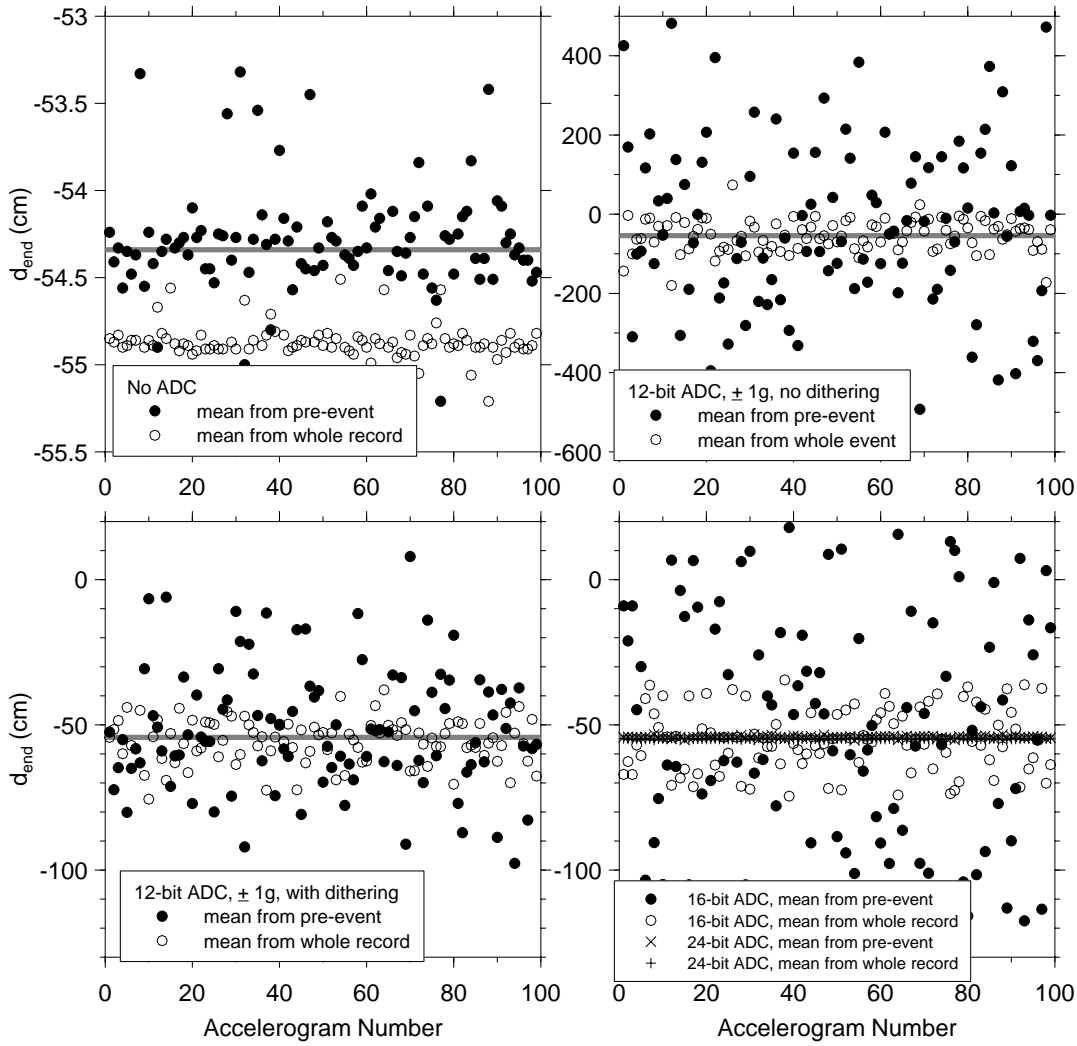 -53
-53.5
-54
-54.5
-55
-55.5
0 20 40 60 80 100
d_end (cm)
No ADC
mean from pre-event
mean from whole record
400
200
0
-200
-400
-600
0 20 40 60 80 100
12-bit ADC, ± 1g, no dithering
mean from pre-event
mean from whole event
0
-50
-100
0 20 40 60 80 100
d_end (cm)
Accelerogram Number
12-bit ADC, ± 1g, with dithering
mean from pre-event
mean from whole record
0
-50
-100
0 20 40 60 80 100
Accelerogram Number
16-bit ADC, mean from pre-event
16-bit ADC, mean from whole record
24-bit ADC, mean from pre-event
24-bit ADC, mean from whole record